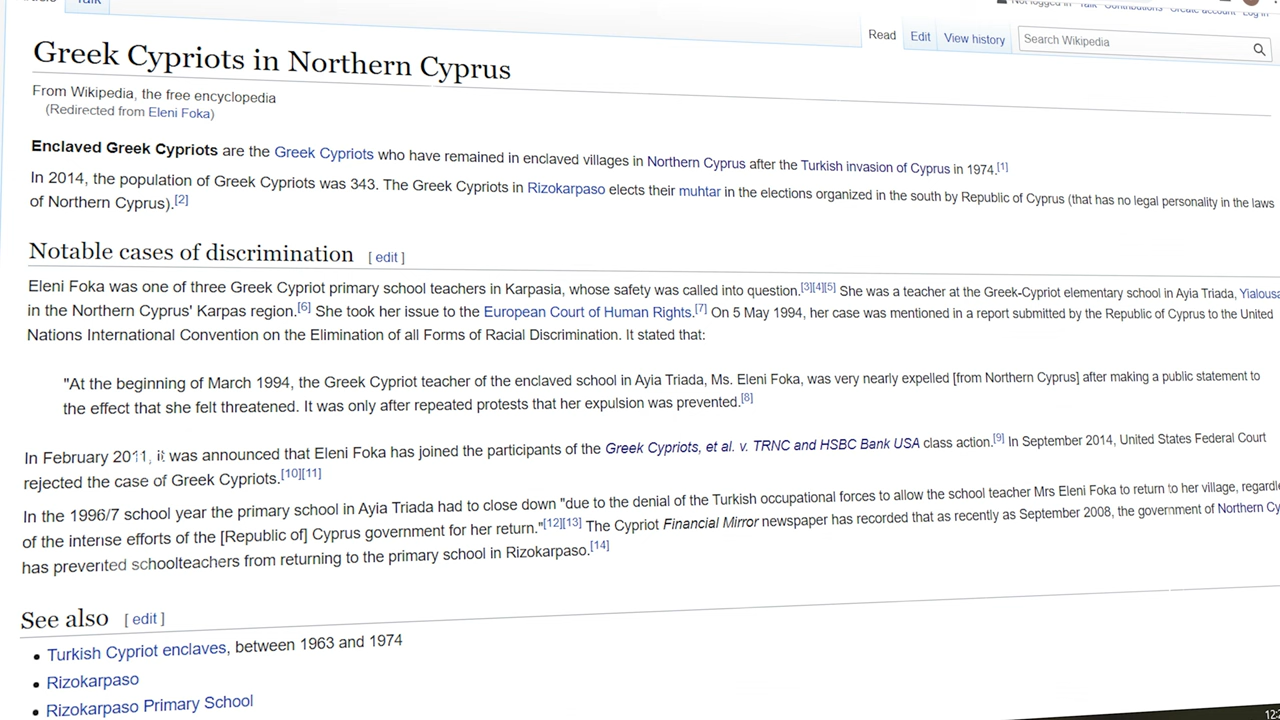 Talk
Not logged in Talk Contributions Create account Log in
Read Edit View history Search Wikipedia
Greek Cypriots in Northern Cyprus
From Wikipedia, the free encyclopedia
(Redirected from Eleni Foka)
Enclaved Greek Cypriots are the Greek Cypriots who have remained in enclaved villages in Northern Cyprus after the Turkish invasion of Cyprus in 1974.[1]
In 2014, the population of Greek Cypriots was 343. The Greek Cypriots in Rizokarpaso elects their muhtar in the elections organized in the south by Republic of Cyprus (that has no legal personality in the laws
of Northern Cyprus).[2]
Notable cases of discrimination [ edit ]
Eleni Foka was one of three Greek Cypriot primary school teachers in Karpasia, whose safety was called into question.[3][4][5] She was a teacher at the Greek-Cypriot elementary school in Ayia Triada, Yialousa
in the Northern Cyprus' Karpas region.[6] She took her issue to the European Court of Human Rights.[7] On 5 May 1994, her case was mentioned in a report submitted by the Republic of Cyprus to the United
Nations International Convention on the Elimination of all Forms of Racial Discrimination. It stated that:
"At the beginning of March 1994, the Greek Cypriot teacher of the enclaved school in Ayia Triada, Ms. Eleni Foka, was very nearly expelled [from Northern Cyprus] after making a public statement to
the effect that she felt threatened. It was only after repeated protests that her expulsion was prevented.[8]
In February 2011, it was announced that Eleni Foka has joined the participants of the Greek Cypriots, et al. v. TRNC and HSBC Bank USA class action.[9] In September 2014, United States Federal Court
rejected the case of Greek Cypriots.[10][11]
In the 1996/7 school year the primary school in Ayia Triada had to close down "due to the denial of the Turkish occupational forces to allow the school teacher Mrs Eleni Foka to return to her village, regardle
of the intense efforts of the [Republic of] Cyprus government for her return."[12][13] The Cypriot Financial Mirror newspaper has recorded that as recently as September 2008, the government of Northern Cy
has prevented schoolteachers from returning to the primary school in Rizokarpaso.[14]
See also [ edit ]
• Turkish Cypriot enclaves, between 1963 and 1974
• Rizokarpaso
• Rizokarpaso Primary School